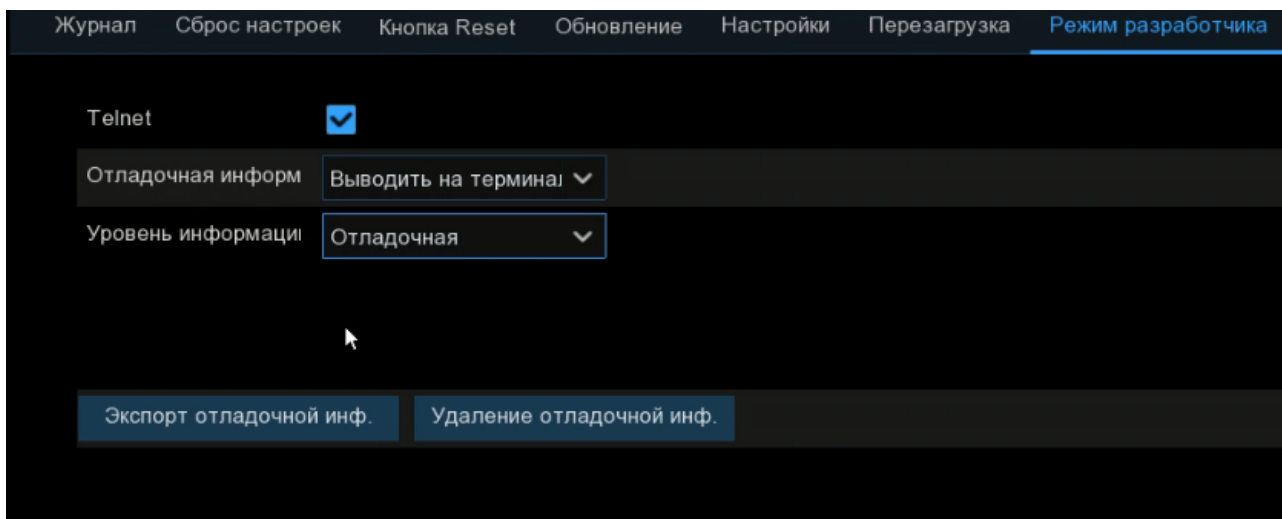 Журнал Сброс настроек Кнопка Reset Обновление Настройки Перезагрузка Режим разработчика
Telnet
Отладочная информ Выводить на термина
Уровень информаци Отладочная
Экспорт отладочной инф. Удаление отладочной инф.